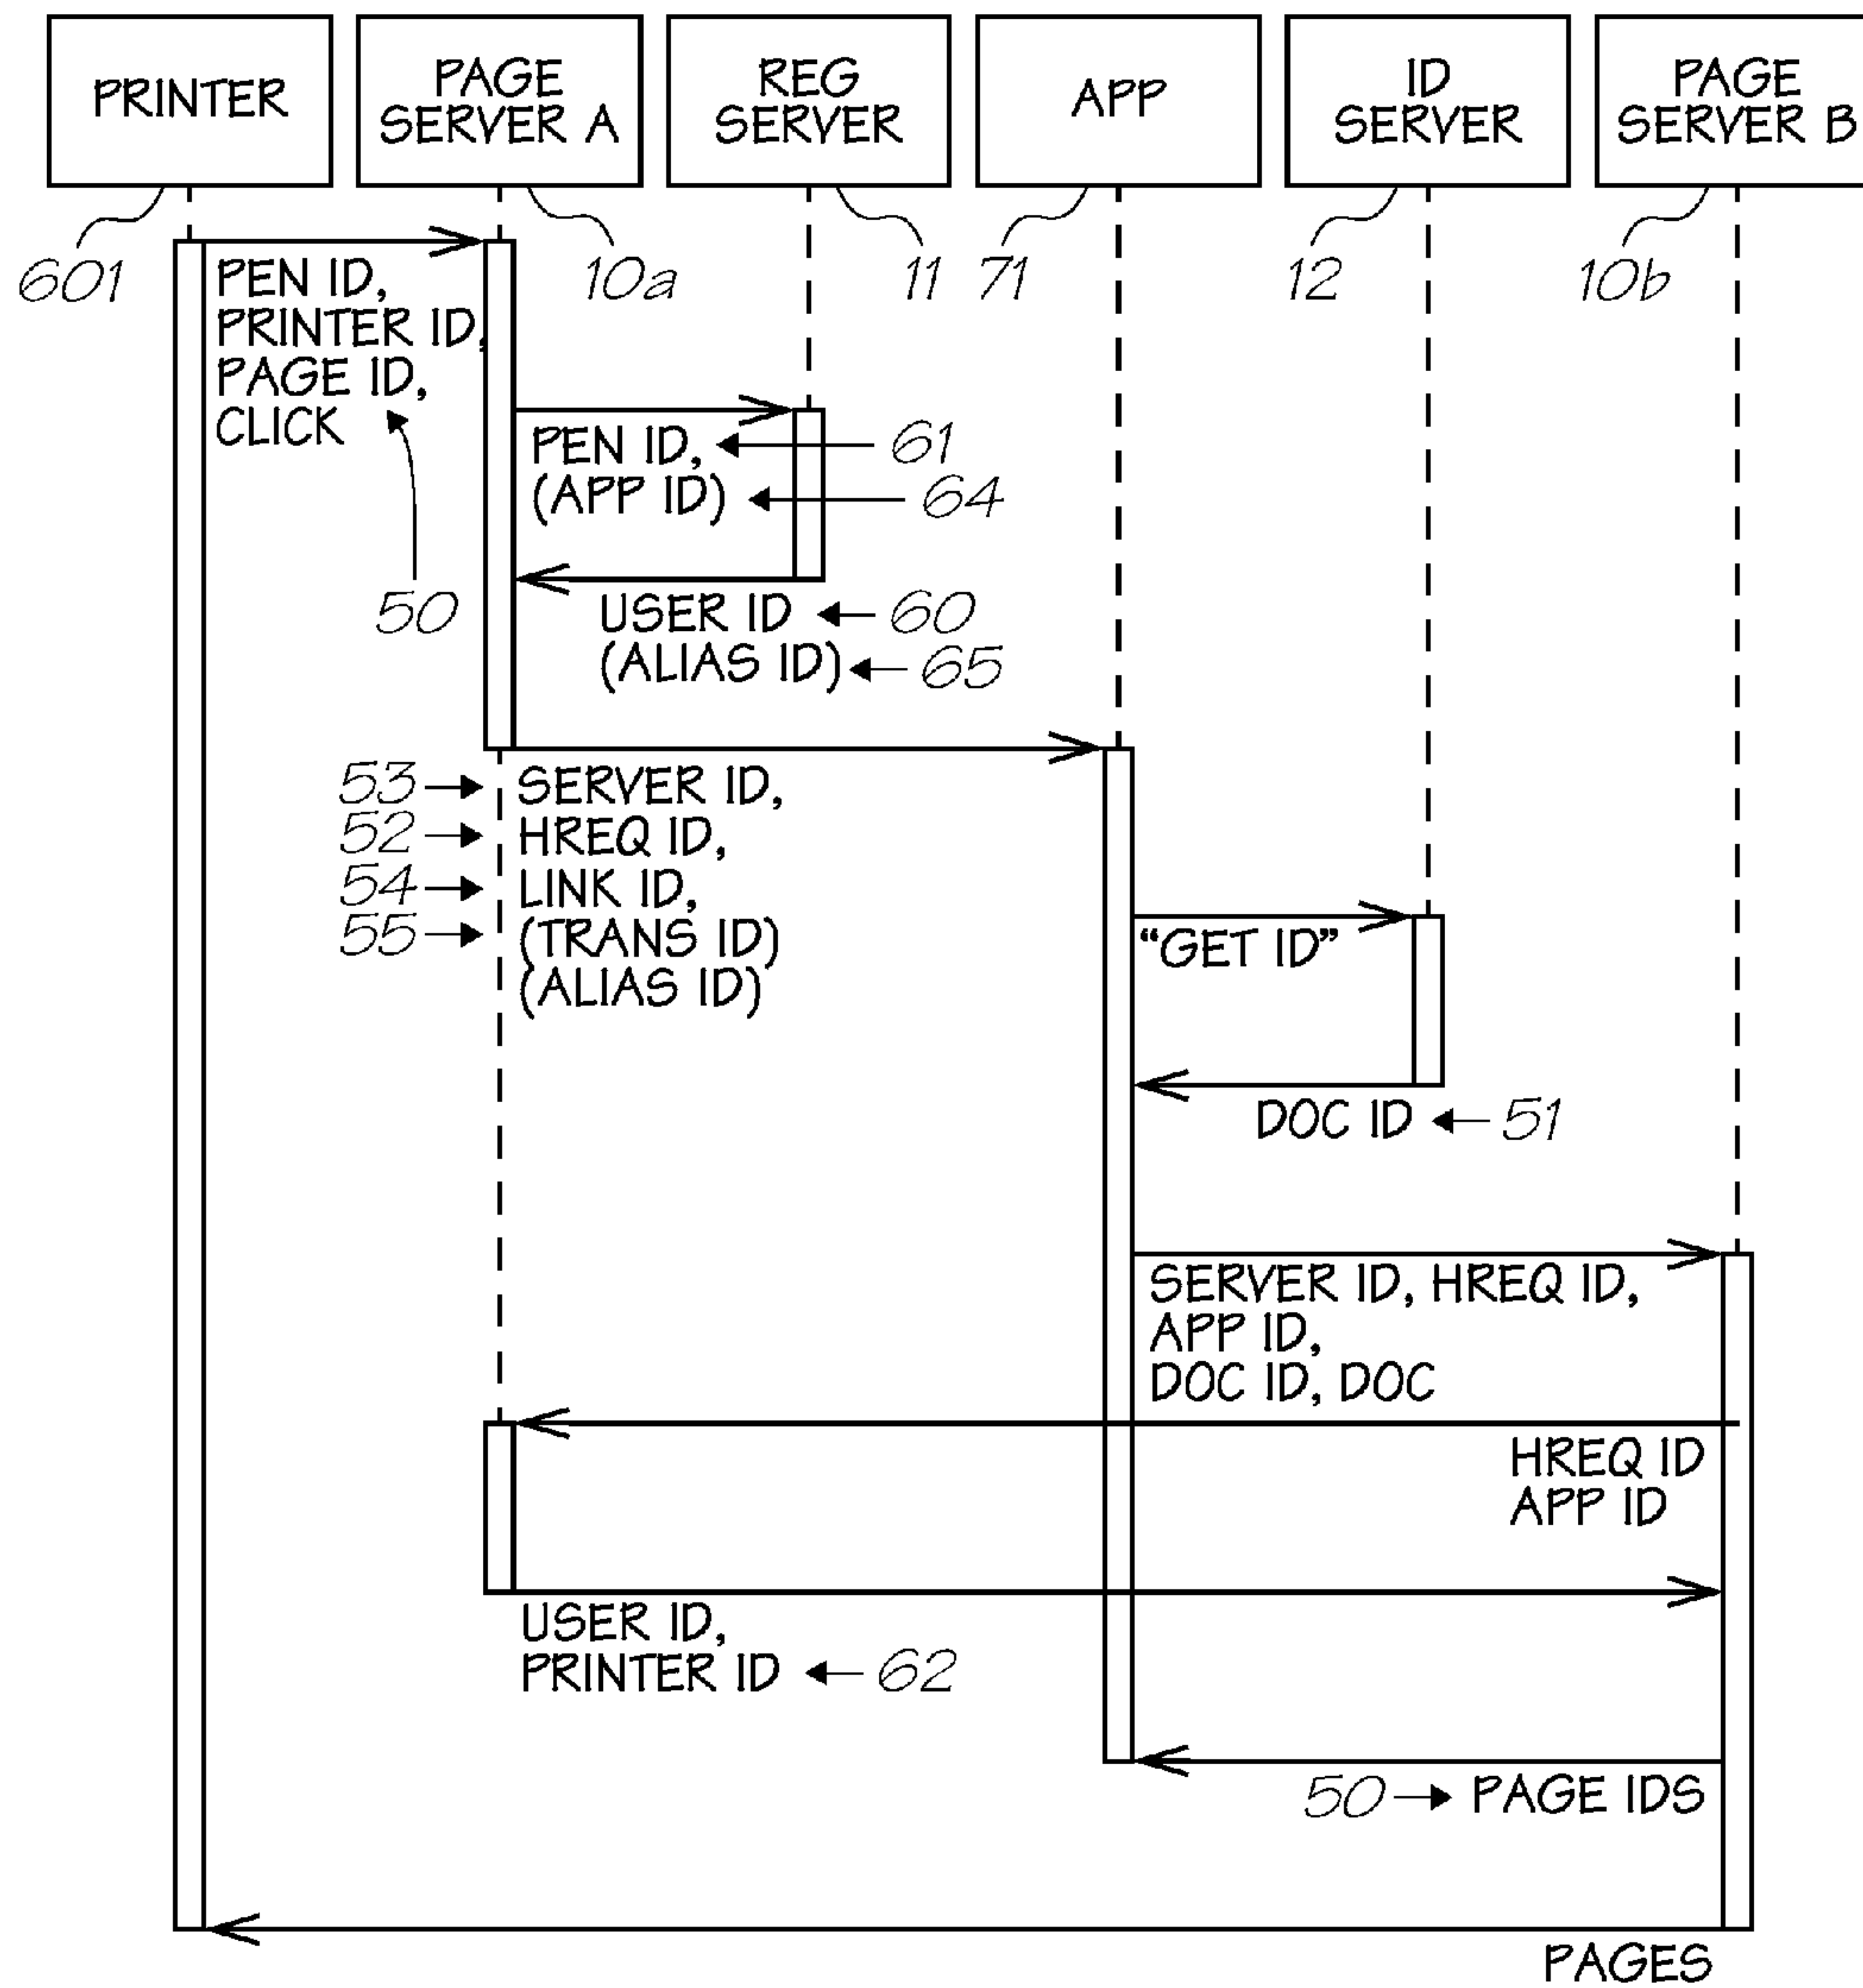 PRINTER
PAGE
SERVER A
REG
SERVER
APP
ID
SERVER
PAGE
SERVER B
601
10a
11
71
12
10b
PEN ID,
PRINTER ID,
PAGE ID,
CLICK
50
PEN ID,
61
(APP ID)
64
USER ID
60
(ALIAS ID)
65
53
SERVER ID,
52
HREQ ID,
54
LINK ID,
55
(TRANS ID)
(ALIAS ID)
“GET ID”
DOC ID
51
SERVER ID, HREQ ID,
APP ID,
DOC ID, DOC
HREQ ID
APP ID
USER ID,
PRINTER ID
62
50
PAGE IDS
PAGES